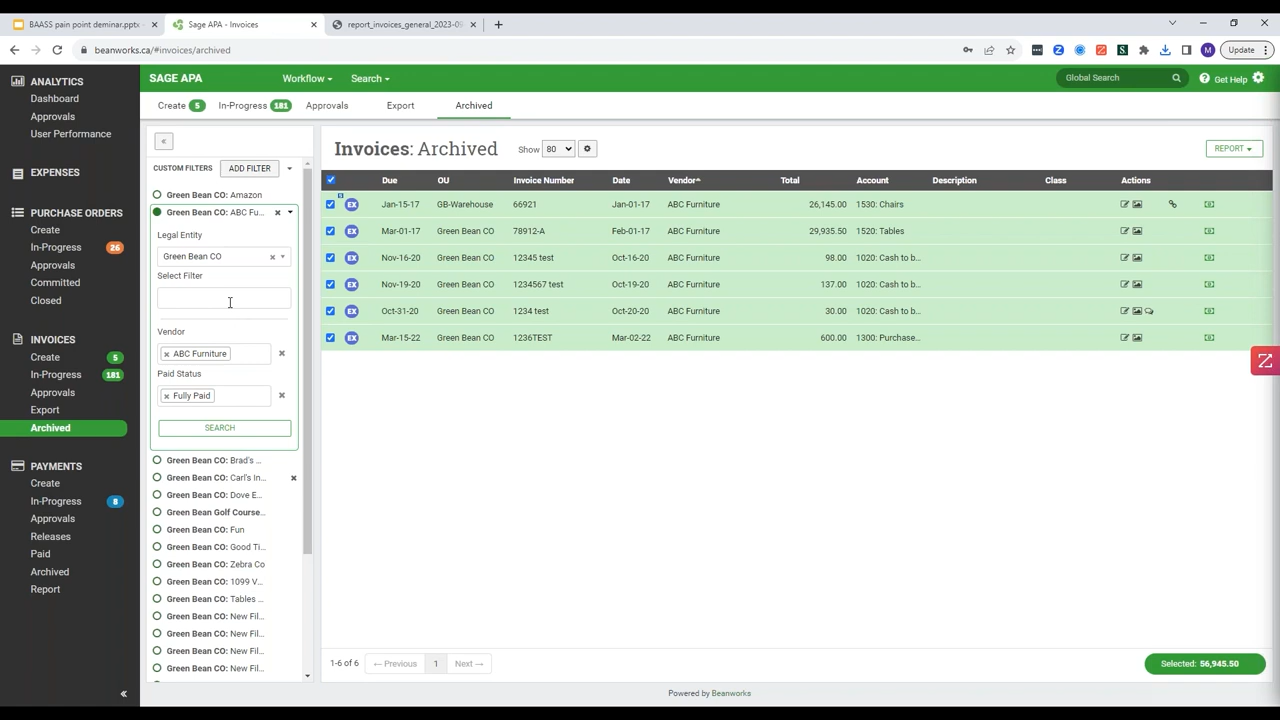 BAASS pain point deminar.pptx -
Sage APA - Invoices
report_invoices_general_2023-09
beanworks.ca/#invoices/archived
M
Update
ANALYTICS
Dashboard
Approvals
User Performance
EXPENSES
PURCHASE ORDERS
Create
In-Progress 26
Approvals
Committed
Closed
INVOICES
Create 5
In-Progress 181
Approvals
Export
Archived
PAYMENTS
Create
In-Progress 8
Approvals
Releases
Paid
Archived
Report
SAGE APA
Workflow
Search
Global Search
Get Help
Create 5
In-Progress 181
Approvals
Export
Archived
CUSTOM FILTERS
ADD FILTER
Green Bean CO: Amazon
Green Bean CO: ABC Fu...
Legal Entity
Green Bean CO
Select Filter
Vendor
ABC Furniture
Paid Status
Fully Paid
SEARCH
Green Bean CO: Brad's ...
Green Bean CO: Carl's In...
Green Bean CO: Dove E...
Green Bean Golf Course...
Green Bean CO: Fun
Green Bean CO: Good Ti...
Green Bean CO: Zebra Co
Green Bean CO: 1099 V...
Green Bean CO: Tables ...
Green Bean CO: New Fil...
Green Bean CO: New Fil...
Green Bean CO: New Fil...
Green Bean CO: New Fil...
Invoices: Archived
Show 80
REPORT
Due OU Invoice Number Date Vendor Total Account Description Class Actions
EX Jan-15-17 GB-Warehouse 66921 Jan-01-17 ABC Furniture 26,145.00 1530: Chairs
EX Mar-01-17 Green Bean CO 78912-A Feb-01-17 ABC Furniture 29,935.50 1520: Tables
EX Nov-16-20 Green Bean CO 12345 test Oct-16-20 ABC Furniture 98.00 1020: Cash to b...
EX Nov-19-20 Green Bean CO 1234567 test Oct-19-20 ABC Furniture 137.00 1020: Cash to b...
EX Oct-31-20 Green Bean CO 1234 test Oct-20-20 ABC Furniture 30.00 1020: Cash to b...
EX Mar-15-22 Green Bean CO 1236TEST Mar-02-22 ABC Furniture 600.00 1300: Purchase...
1-6 of 6
← Previous
1
Next →
Selected: 56,945.50
Powered by Beanworks